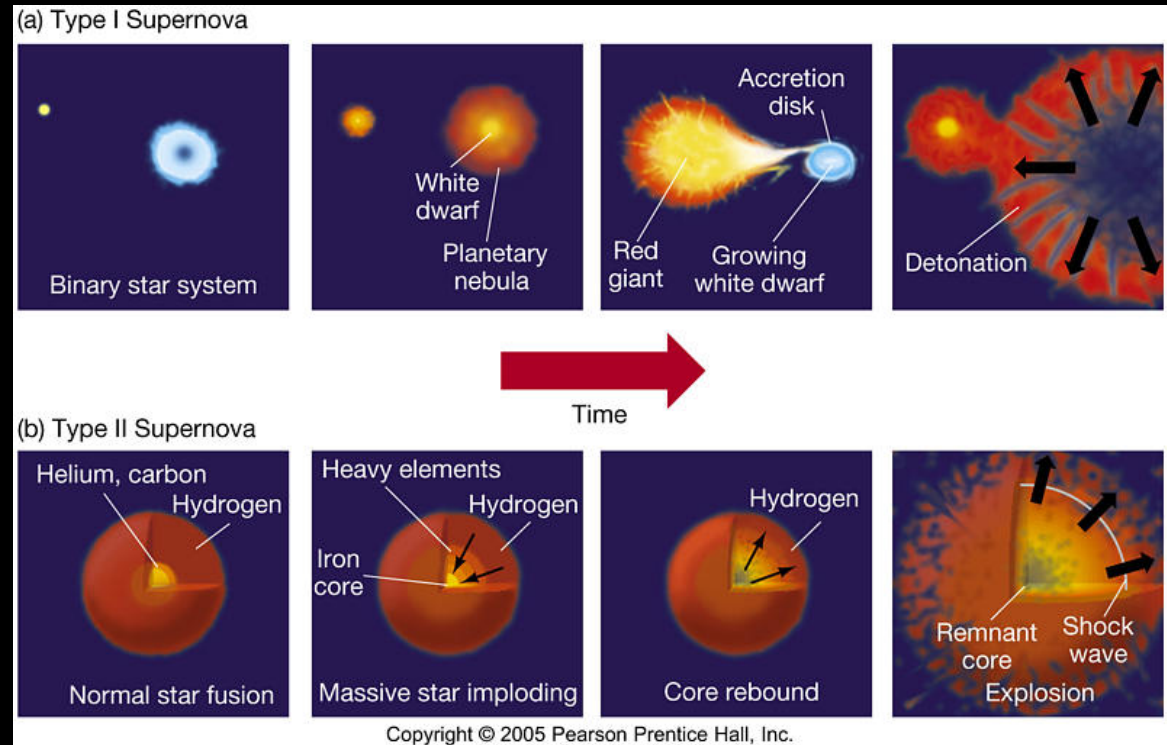 (a) Type I Supernova
Binary star system
White
dwarf
Planetary
nebula
Accretion
disk
Red
giant
Growing
white dwarf
Detonation
Time
(b) Type II Supernova
Helium, carbon
Hydrogen
Normal star fusion
Heavy elements
Hydrogen
Iron
core
Massive star imploding
Hydrogen
Core rebound
Remnant
core
Shock
wave
Explosion
Copyright © 2005 Pearson Prentice Hall, Inc.